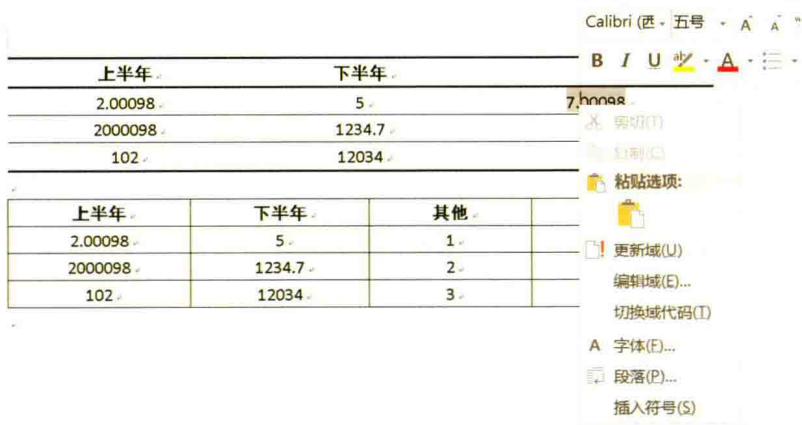 Calibri (西 五号 A A
B I U aby A
上半年 下半年
2.00098 5 7.00098
2000098 1234.7
102 12034
上半年 下半年 其他
2.00098 5 1
2000098 1234.7 2
102 12034 3
剪切(T)
复制(C)
粘贴选项:
更新域(U)
编辑域(E)...
切换域代码(T)
A 字体(F)...
段落(P)...
插入符号(S)